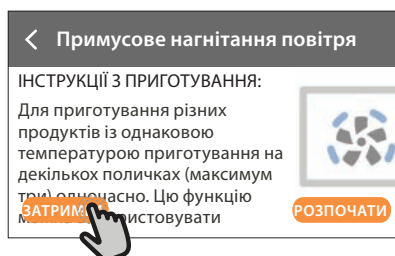 Примусове нагнітання повітря
ІНСТРУКЦІЇ З ПРИГОТУВАННЯ:
Для приготування різних
продуктів із однаковою
температурою приготування на
декількох поличках (максимум
три) одночасно. Цю функцію
РОЗПОЧАТИ